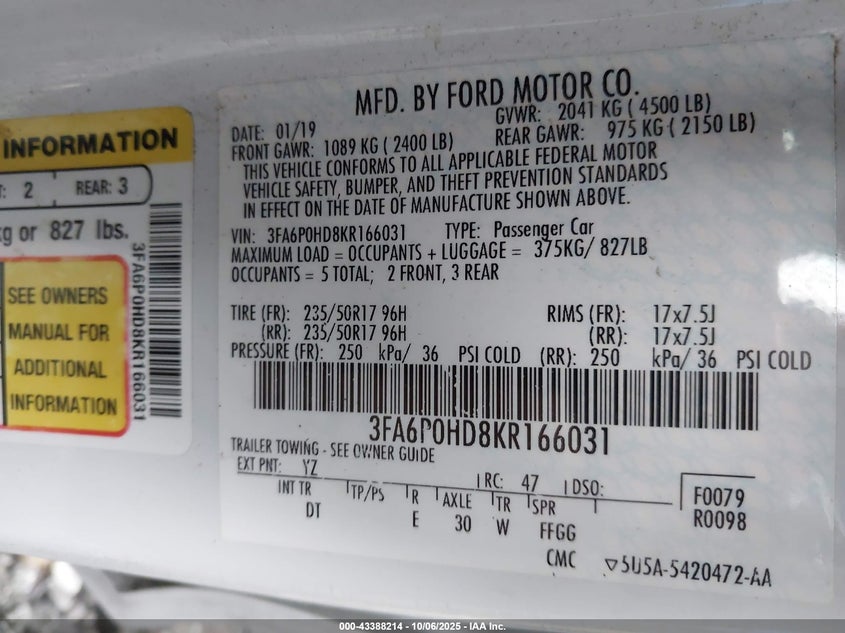 INFORMATION
2 REAR: 3
kg or 827 lbs.
3FA6P0HD8KR166031
SEE OWNERS
MANUAL FOR
ADDITIONAL
INFORMATION
MFD. BY FORD MOTOR CO.
DATE: 01/19 GVWR: 2041 KG ( 4500 LB)
FRONT GAWR: 1089 KG ( 2400 LB) REAR GAWR: 975 KG ( 2150 LB)
THIS VEHICLE CONFORMS TO ALL APPLICABLE FEDERAL MOTOR
VEHICLE SAFETY, BUMPER, AND THEFT PREVENTION STANDARDS
IN EFFECT ON THE DATE OF MANUFACTURE SHOWN ABOVE.
VIN: 3FA6P0HD8KR166031 TYPE: Passenger Car
MAXIMUM LOAD = OCCUPANTS + LUGGAGE = 375KG/ 827LB
OCCUPANTS = 5 TOTAL; 2 FRONT, 3 REAR
TIRE (FR): 235/50R17 96H RIMS (FR): 17x7.5J
(RR): 235/50R17 96H (RR): 17x7.5J
PRESSURE (FR): 250 kPa/ 36 PSI COLD (RR): 250 kPa/ 36 PSI COLD
3FA6P0HD8KR166031
TRAILER TOWING - SEE OWNER GUIDE
EXT PNT: YZ RC: 47 DSO: F0079
INT TR TP/PS R AXLE TR SPR R0098
DT E 30 W FFGG
CMC ▽5U5A-5420472-AA
000-43388214 - 10/06/2025 - IAA Inc.